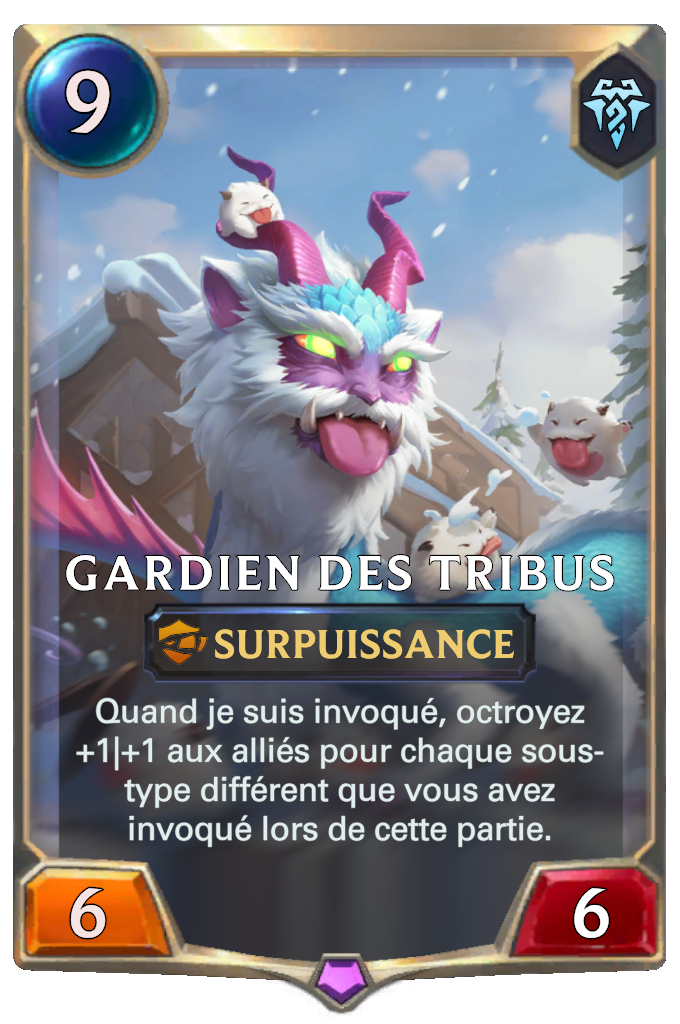 9
GARDIEN DES TRIBUS
SURPUISSANCE
Quand je suis invoqué, octroyez
+1|+1 aux alliés pour chaque sous-
type différent que vous avez
invoqué lors de cette partie.
6
6